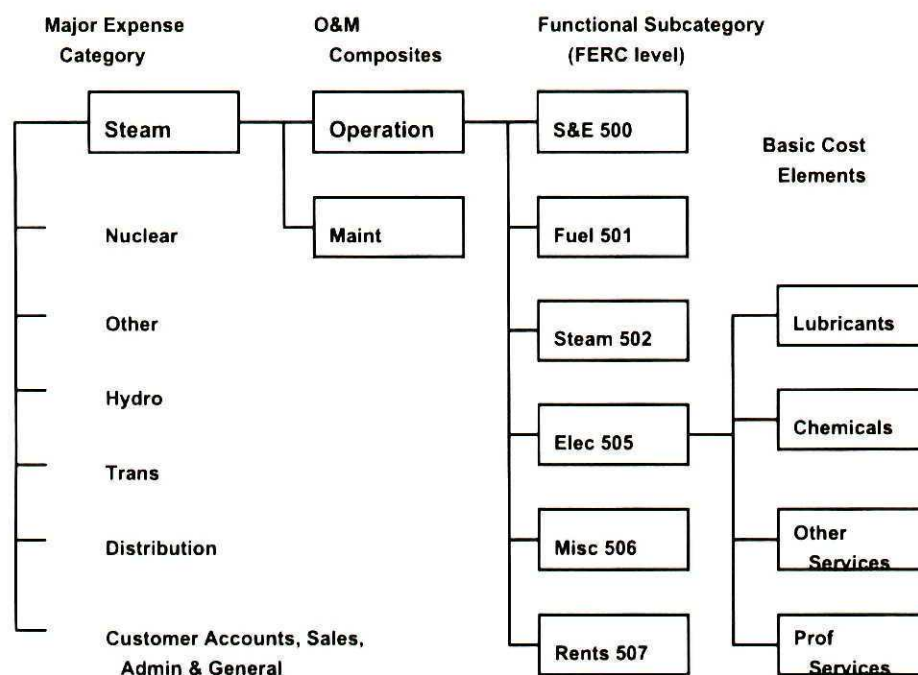 Major Expense
Category
O&M
Composites
Functional Subcategory
(FERC level)
Basic Cost
Elements
Steam
Nuclear
Other
Hydro
Trans
Distribution
Customer Accounts, Sales,
Admin & General
Operation
Maint
S&E 500
Fuel 501
Steam 502
Elec 505
Misc 506
Rents 507
Lubricants
Chemicals
Other
Services
Prof
Services